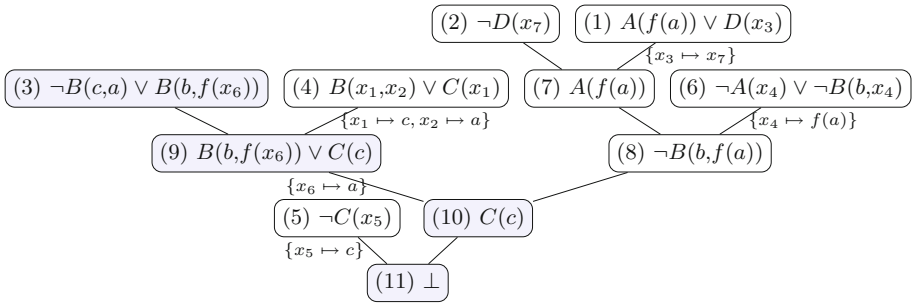 (2) ¬D(x₇) (1) A(f(a)) ∨ D(x₃)
{x₃ ↦ x₇}
(3) ¬B(c,a) ∨ B(b,f(x₆)) (4) B(x₁,x₂) ∨ C(x₁) (7) A(f(a)) (6) ¬A(x₄) ∨ ¬B(b,x₄)
{x₁ ↦ c, x₂ ↦ a} {x₄ ↦ f(a)}
(9) B(b,f(x₆)) ∨ C(c) (8) ¬B(b,f(a))
{x₆ ↦ a}
(5) ¬C(x₅) (10) C(c)
{x₅ ↦ c}
(11) ⊥